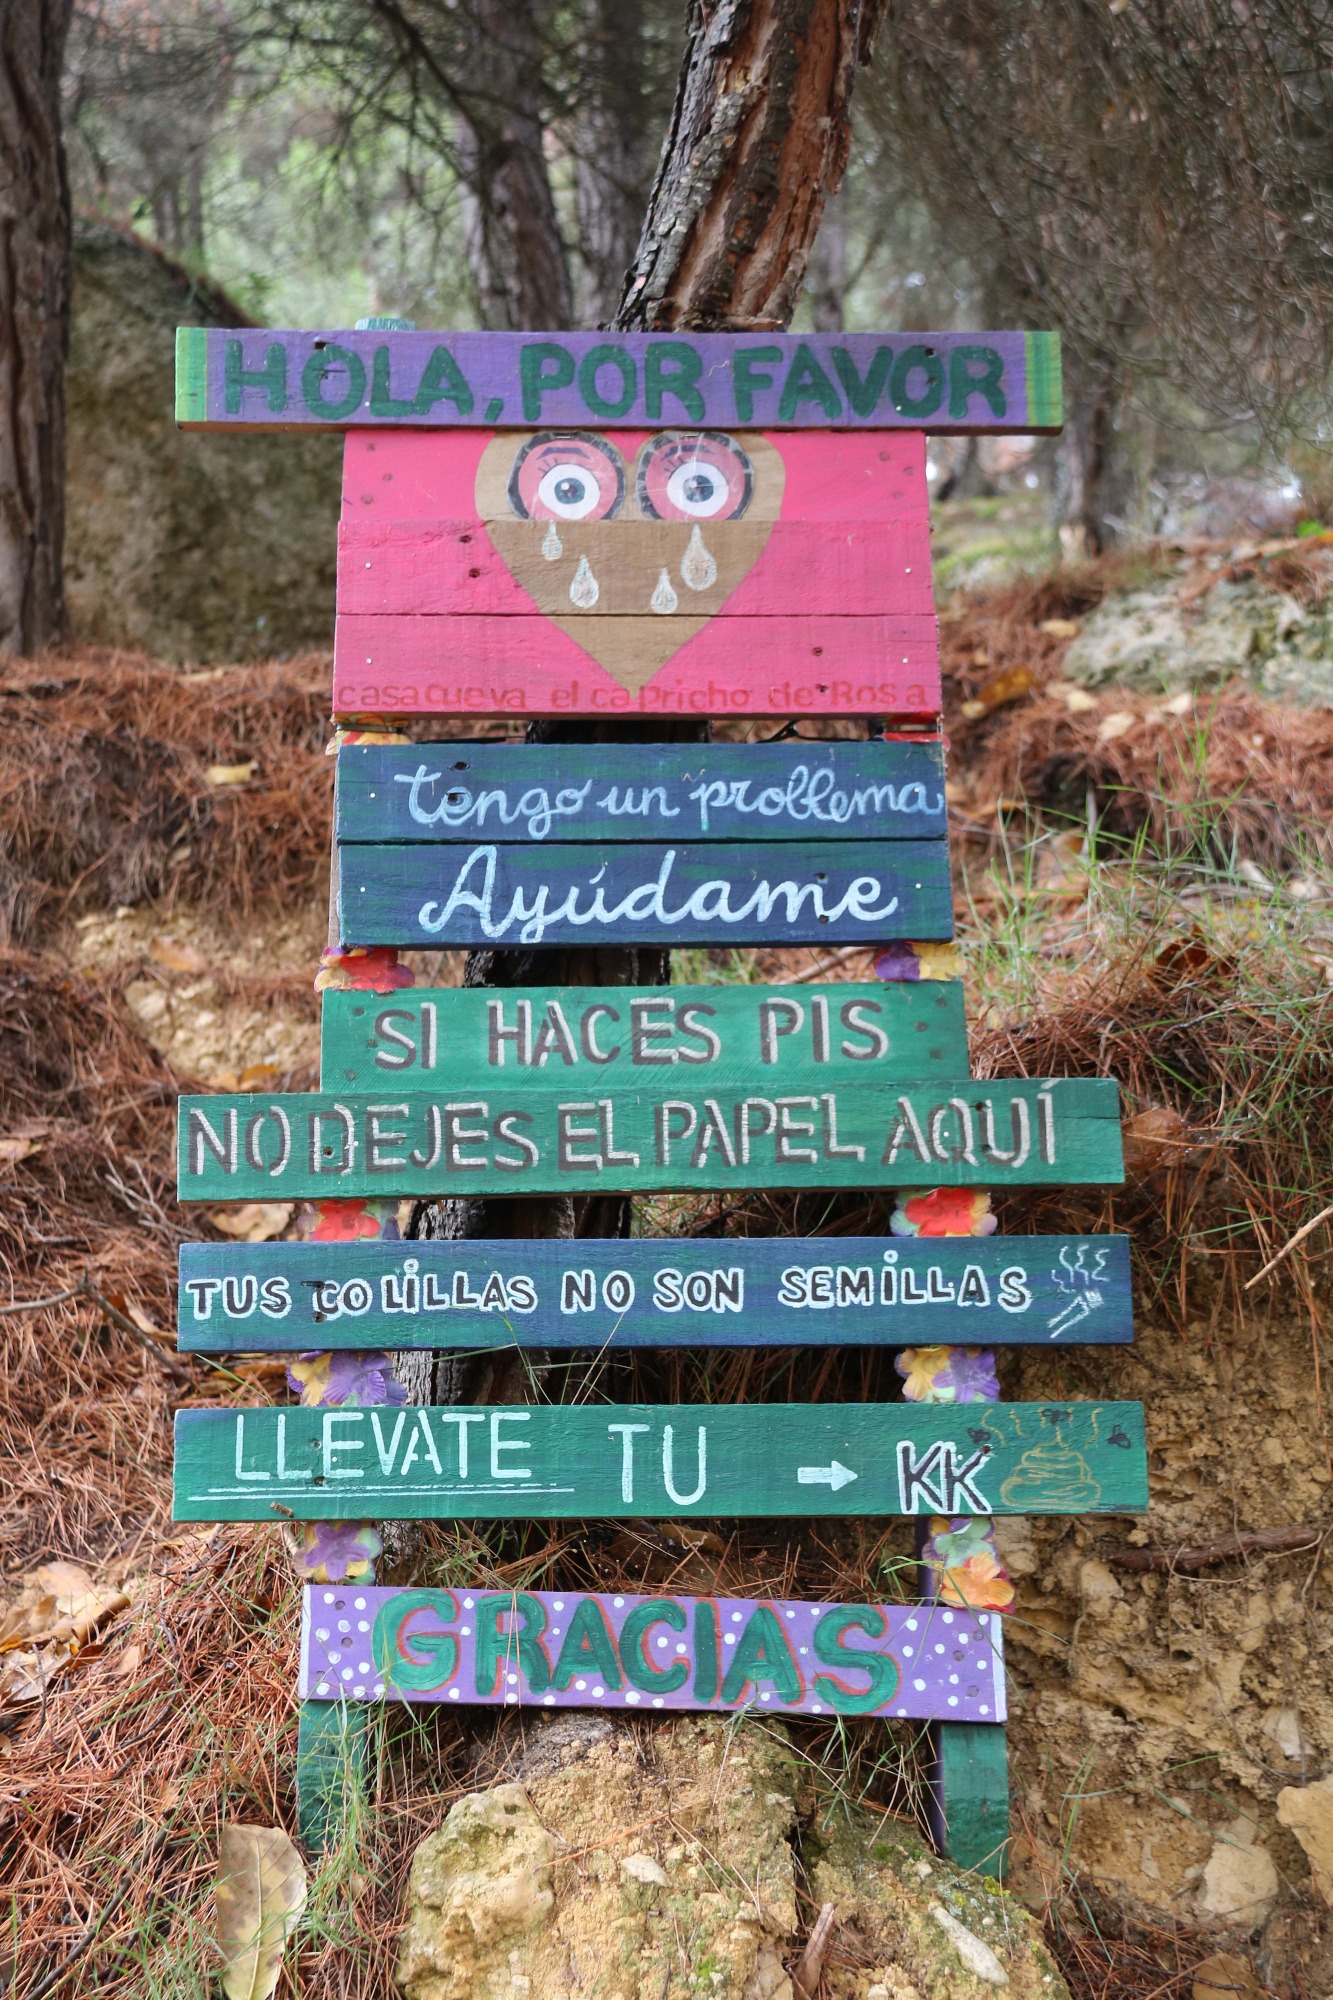 HOLA, POR FAVOR
casacueva el capricho de Rosa
tengo un problema
Ayúdame
SI HACES PIS
NO DEJES EL PAPEL AQUÍ
TUS COLILLAS NO SON SEMILLAS
LLEVATE TU → KK
GRACIAS